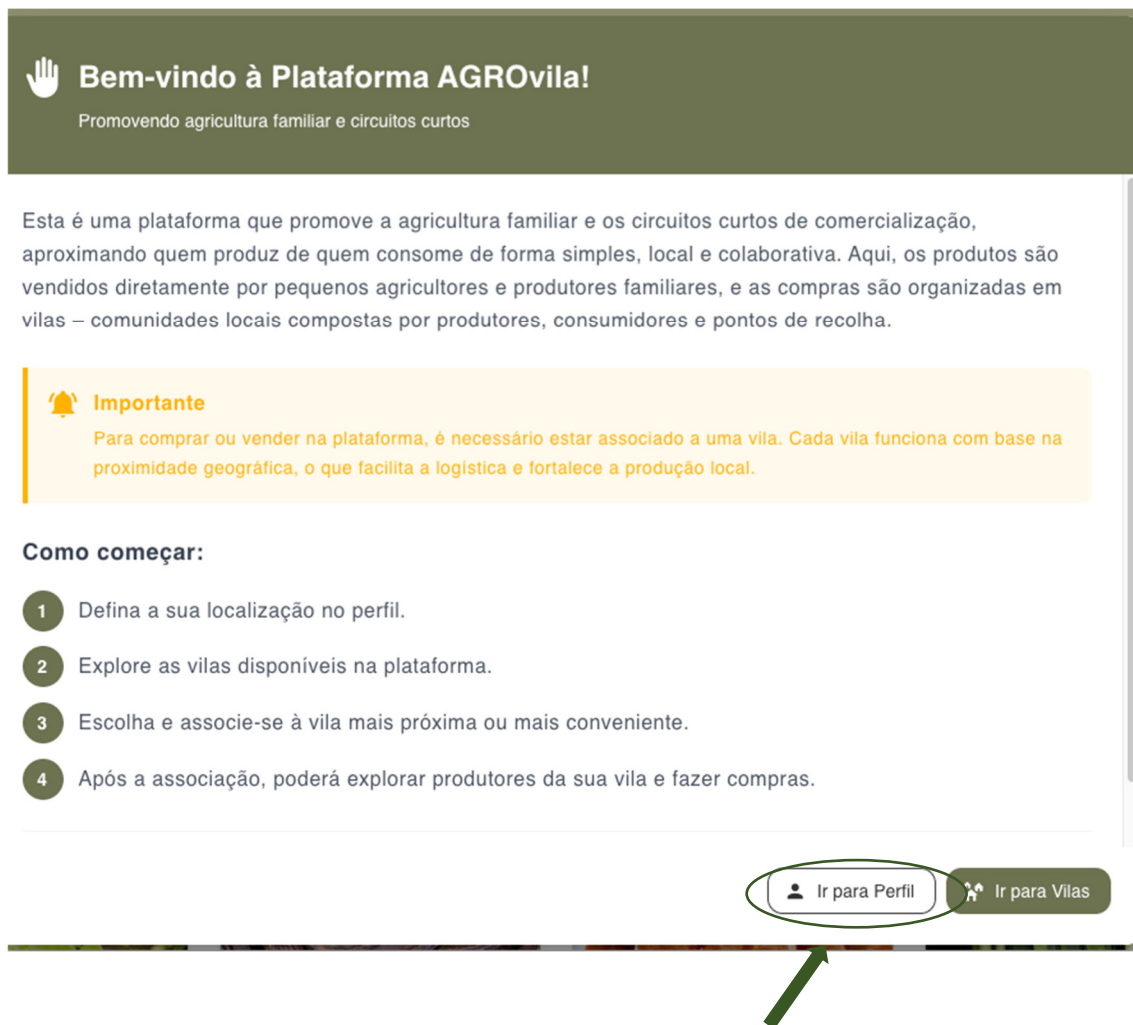 Bem-vindo à Plataforma AGROvila!
Promovendo agricultura familiar e circuitos curtos
Esta é uma plataforma que promove a agricultura familiar e os circuitos curtos de comercialização,
aproximando quem produz de quem consome de forma simples, local e colaborativa. Aqui, os produtos são
vendidos diretamente por pequenos agricultores e produtores familiares, e as compras são organizadas em
vilas – comunidades locais compostas por produtores, consumidores e pontos de recolha.
Importante
Para comprar ou vender na plataforma, é necessário estar associado a uma vila. Cada vila funciona com base na
proximidade geográfica, o que facilita a logística e fortalece a produção local.
Como começar:
1 Defina a sua localização no perfil.
2 Explore as vilas disponíveis na plataforma.
3 Escolha e associe-se à vila mais próxima ou mais conveniente.
4 Após a associação, poderá explorar produtores da sua vila e fazer compras.
Ir para Perfil Ir para Vilas